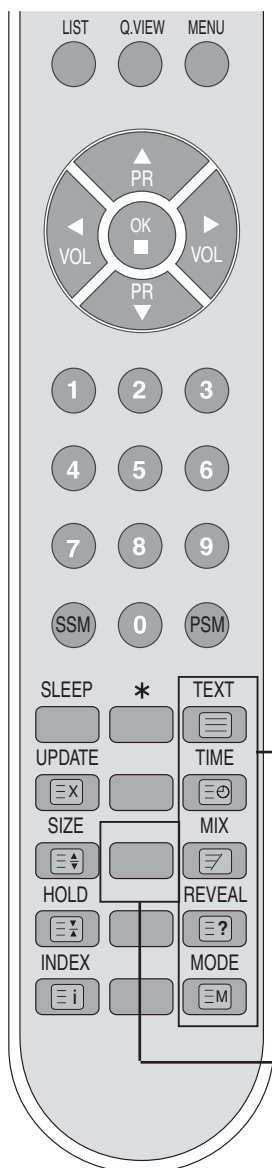 LIST Q.VIEW MENU
PR
OK
VOL VOL
PR
1 2 3
4 5 6
7 8 9
SSM 0 PSM
SLEEP * TEXT
UPDATE TIME
X
SIZE MIX
HOLD REVEAL
?
INDEX MODE
i M